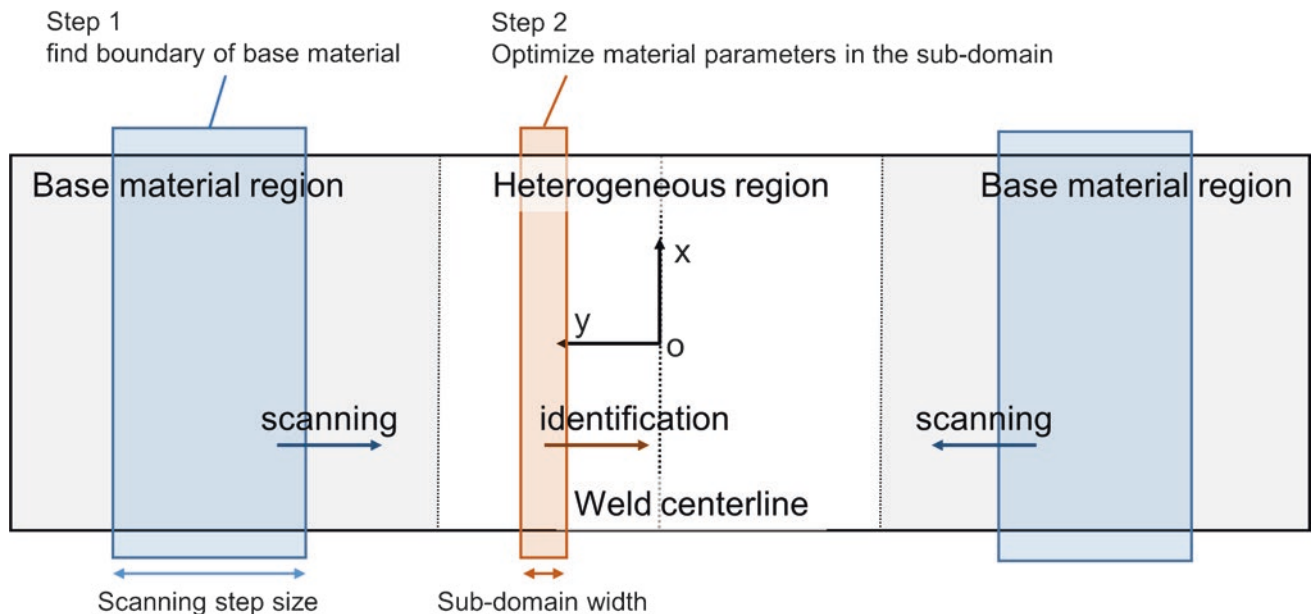 Step 1
find boundary of base material
Step 2
Optimize material parameters in the sub-domain
Base material region
Heterogeneous region
Base material region
x
y
o
scanning
identification
scanning
Weld centerline
Scanning step size
Sub-domain width